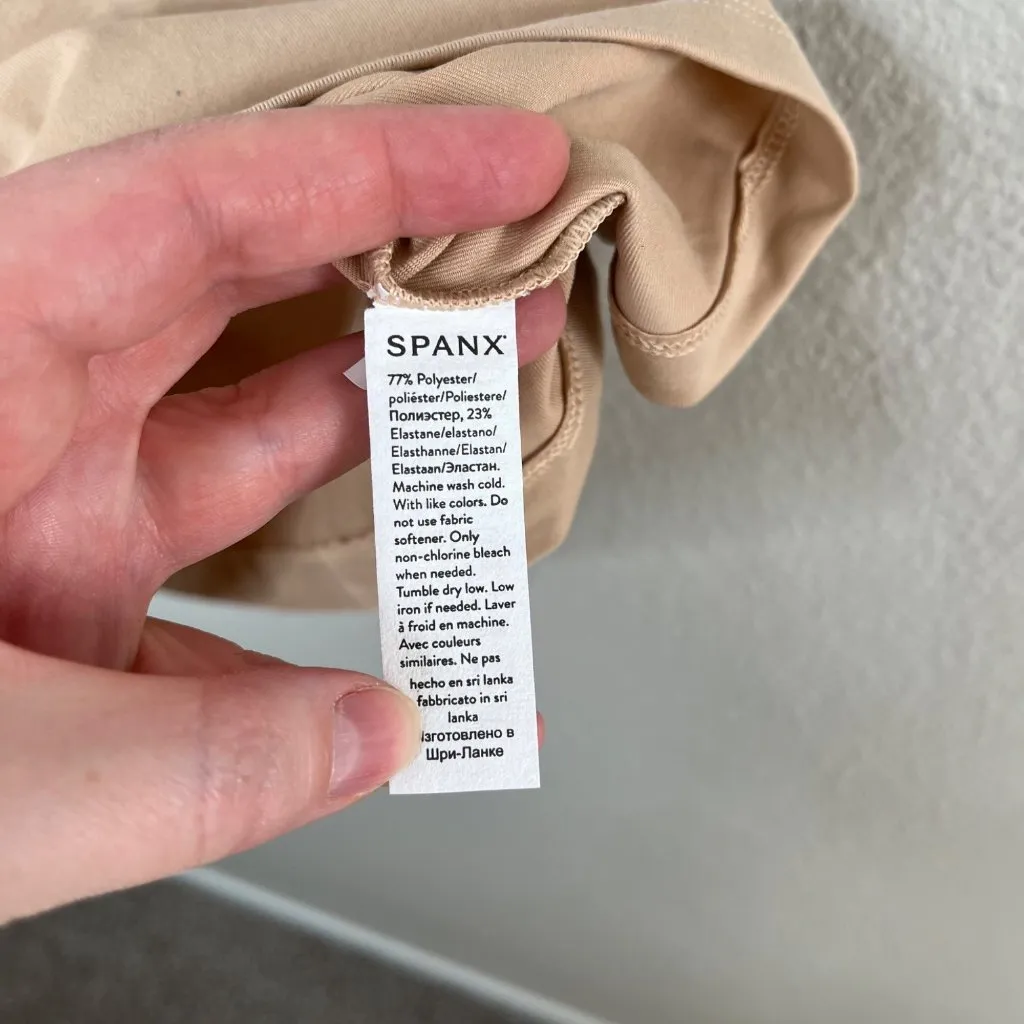 SPANX
77% Polyester/
poliéster/Poliestere/
Полиэстер, 23%
Elastane/elastano/
Elasthanne/Elastan/
Elastaan/Эластан.
Machine wash cold.
With like colors. Do
not use fabric
softener. Only
non-chlorine bleach
when needed.
Tumble dry low. Low
iron if needed. Laver
à froid en machine.
Avec couleurs
similaires. Ne pas
hecho en sri lanka
fabbricato in sri
lanka
в
Шри-Ланке